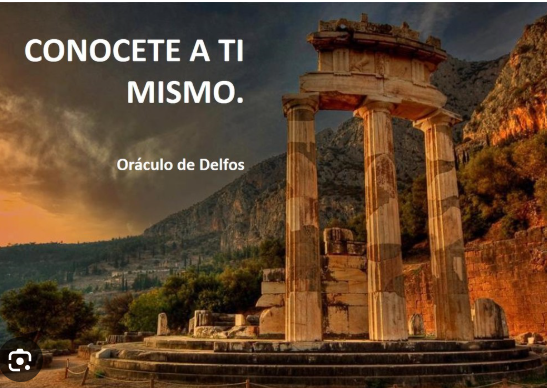 CONOCETE A TI
MISMO.
Oráculo de Delfos